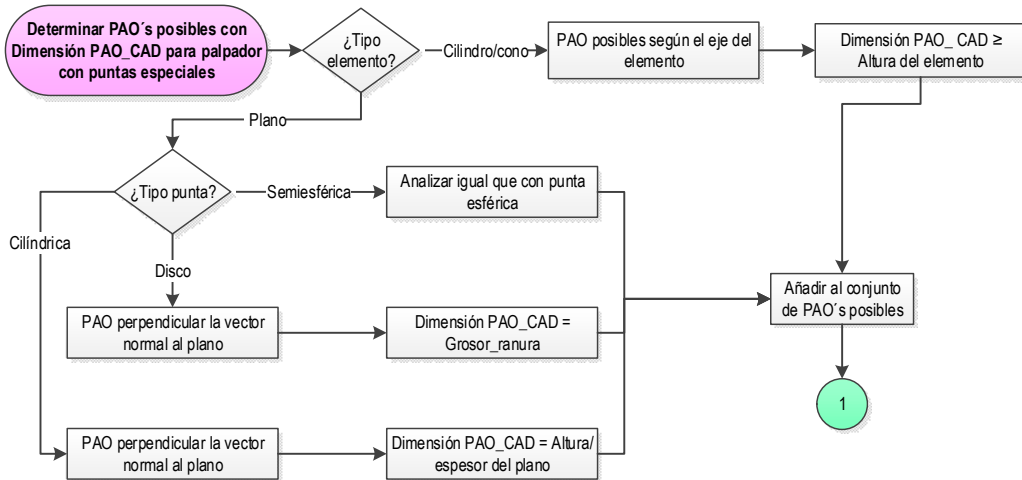 Determinar PAO´s posibles con
Dimensión PAO_CAD para palpador
con puntas especiales
¿Tipo
elemento?
Cilindro/cono
PAO posibles según el eje del
elemento
Dimensión PAO_ CAD ≥
Altura del elemento
Plano
¿Tipo punta?
Semiesférica
Analizar igual que con punta
esférica
Cilíndrica
Disco
Añadir al conjunto
de PAO´s posibles
PAO perpendicular la vector
normal al plano
Dimensión PAO_CAD =
Grosor_ranura
1
PAO perpendicular la vector
normal al plano
Dimensión PAO_CAD = Altura/
espesor del plano